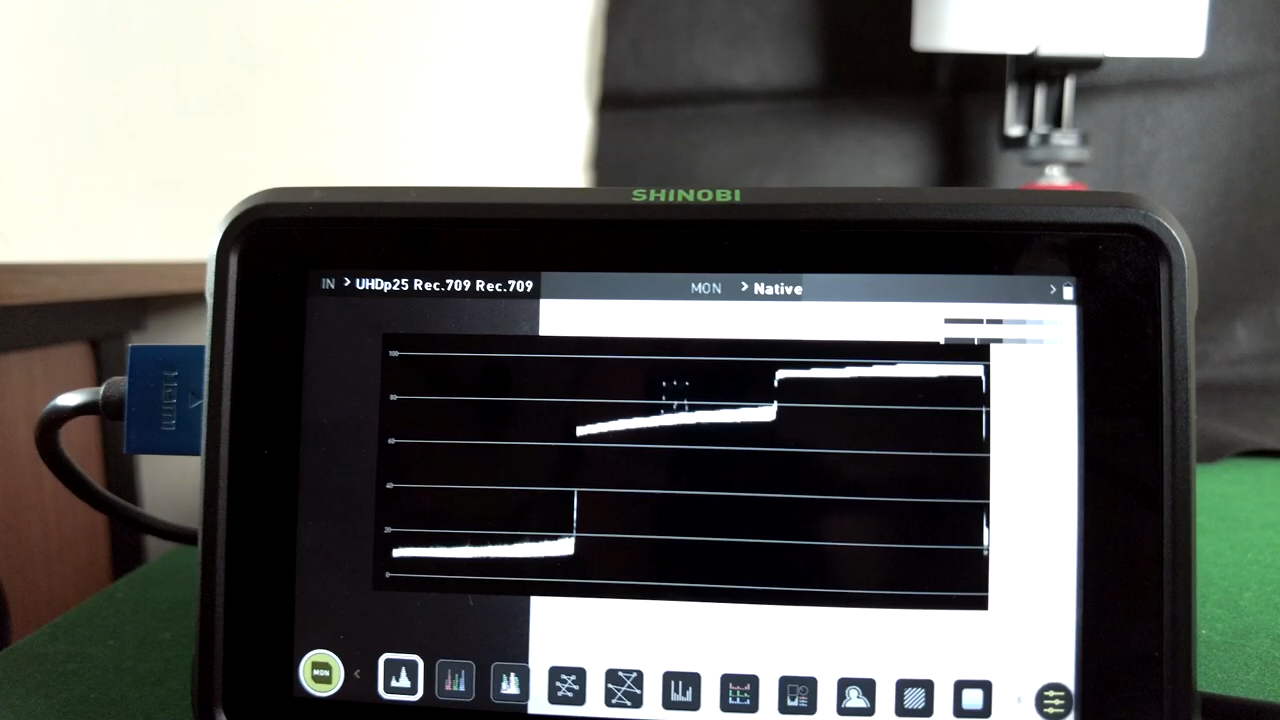 SHINOBI
IN > UHDp25 Rec.709 Rec.709 MON > Native >
HDMI
100
80
60
40
20
0
MON